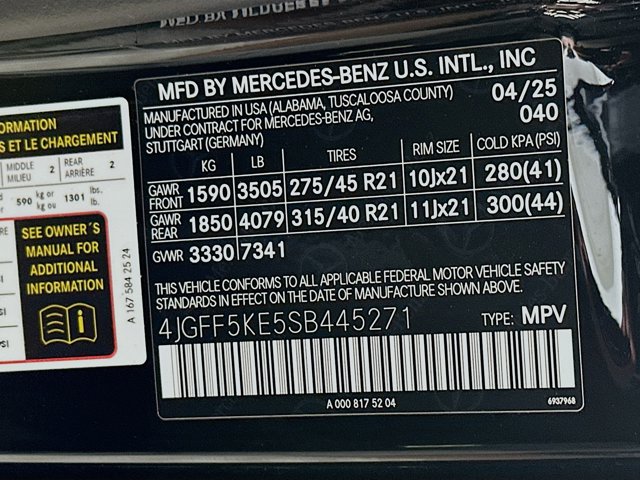 MFD BY MERCEDES-BENZ U.S. INTL., INC
MANUFACTURED IN USA (ALABAMA, TUSCALOOSA COUNTY)
UNDER CONTRACT FOR MERCEDES-BENZ AG,
STUTTGART (GERMANY)
04/25
040
KG LB TIRES RIM SIZE COLD KPA (PSI)
GAWR FRONT 1590 3505 275/45 R21 10Jx21 280(41)
GAWR REAR 1850 4079 315/40 R21 11Jx21 300(44)
GVWR 3330 7341
THIS VEHICLE CONFORMS TO ALL APPLICABLE FEDERAL MOTOR VEHICLE SAFETY
STANDARDS IN EFFECT ON THE DATE OF MANUFACTURE SHOWN ABOVE.
4JGFF5KE5SB445271 TYPE: MPV
A 000 817 52 04
6937968
ORMATION
S ET LE CHARGEMENT
MIDDLE MILIEU 2 REAR ARRIÈRE 2
590 kg or kg ou 1301 lbs. lb.
SEE OWNER´S
MANUAL FOR
ADDITIONAL
INFORMATION
A 167 584 25 24